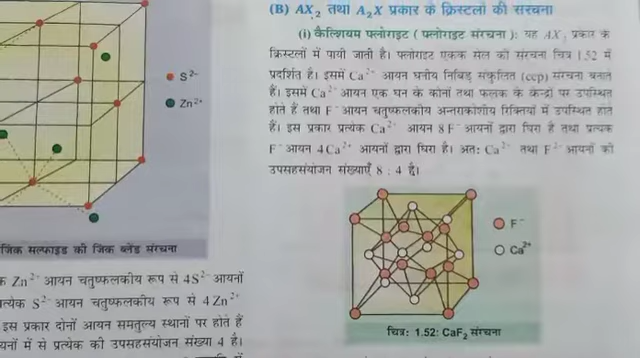 S²⁻
Zn²⁺
जिंक सल्फाइड की जिंक ब्लेंड संरचना
Zn²⁺ आयन चतुष्फलकीय रूप से 4S²⁻ आयनों
S²⁻ आयन चतुष्फलकीय रूप से 4 Zn²⁺
इस प्रकार दोनों आयन समतुल्य स्थानों पर होते हैं
में से प्रत्येक की उपसहसंयोजन संख्या 4 है।
(B) AX₂ तथा A₂X प्रकार के क्रिस्टलों की संरचना
(i) कैल्शियम फ्लोराइट ( फ्लोराइट संरचना ): यह AX₂ प्रकार के
क्रिस्टलों में पायी जाती है। फ्लोराइट एकक सेल की संरचना चित्र 1.52 में
प्रदर्शित है। इसमें Ca²⁺ आयन घनीय निबिड़ संकुलित (ccp) संरचना बनाते
हैं। इसमें Ca²⁺ आयन एक घन के कोनों तथा फलक के केन्द्रों पर उपस्थित
होते हैं तथा F⁻ आयन चतुष्फलकीय अन्तराकाशीय रिक्तियों में उपस्थित होते
हैं। इस प्रकार प्रत्येक Ca²⁺ आयन 8 F⁻ आयनों द्वारा घिरा है तथा प्रत्येक
F⁻ आयन 4 Ca²⁺ आयनों द्वारा घिरा है। अत: Ca²⁺ तथा F⁻ आयनों की
उपसहसंयोजन संख्याएँ 8 : 4 है।
F⁻
Ca²⁺
चित्र: 1.52: CaF₂ संरचना